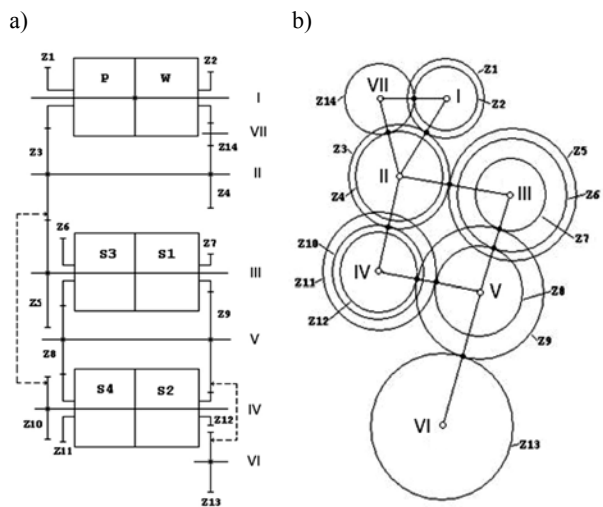 a)
b)
Z1
Z2
P
W
I
VII
Z3
Z14
II
Z4
Z6
Z7
S3
S1
III
Z5
Z9
V
Z8
S4
S2
IV
Z10
Z12
Z11
VI
Z13
Z1
VII
I
Z14
Z2
Z3
Z5
II
III
Z6
Z4
Z7
Z10
IV
Z11
V
Z8
Z12
Z9
VI
Z13